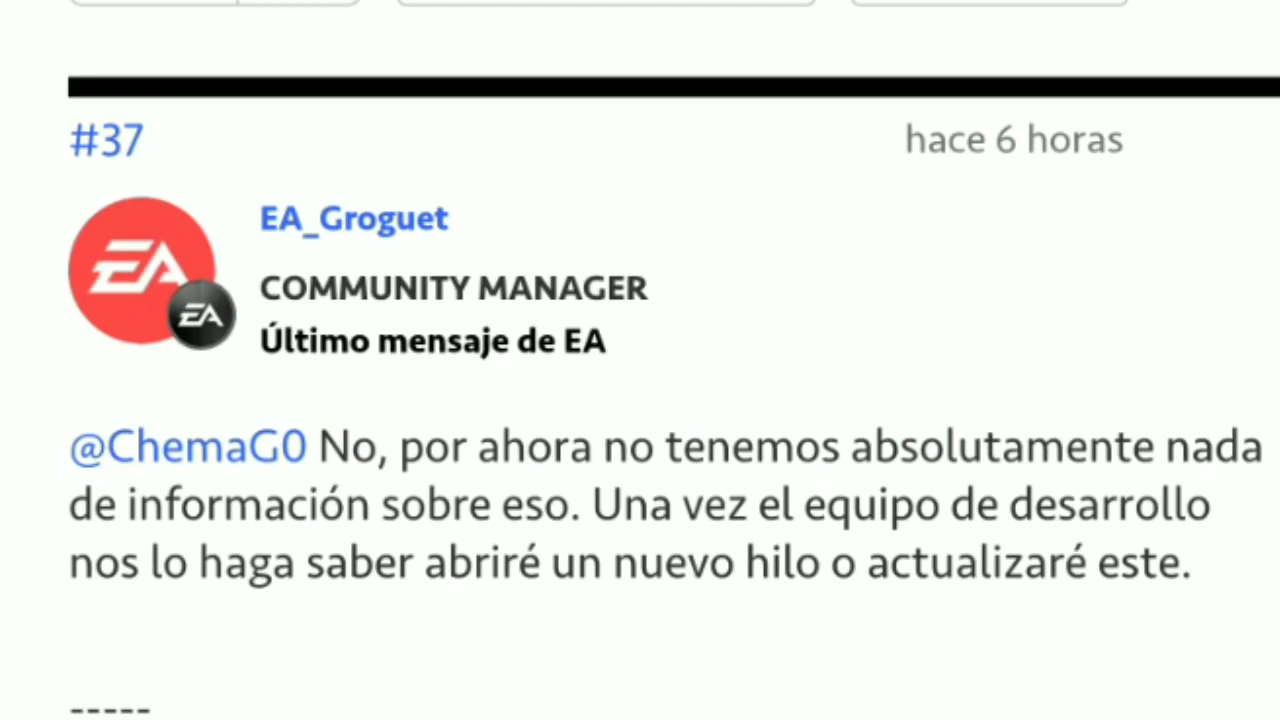 #37
hace 6 horas
EA
EA
EA_Groguet
COMMUNITY MANAGER
Último mensaje de EA
@ChemaG0 No, por ahora no tenemos absolutamente nada
de información sobre eso. Una vez el equipo de desarrollo
nos lo haga saber abriré un nuevo hilo o actualizaré este.
-----